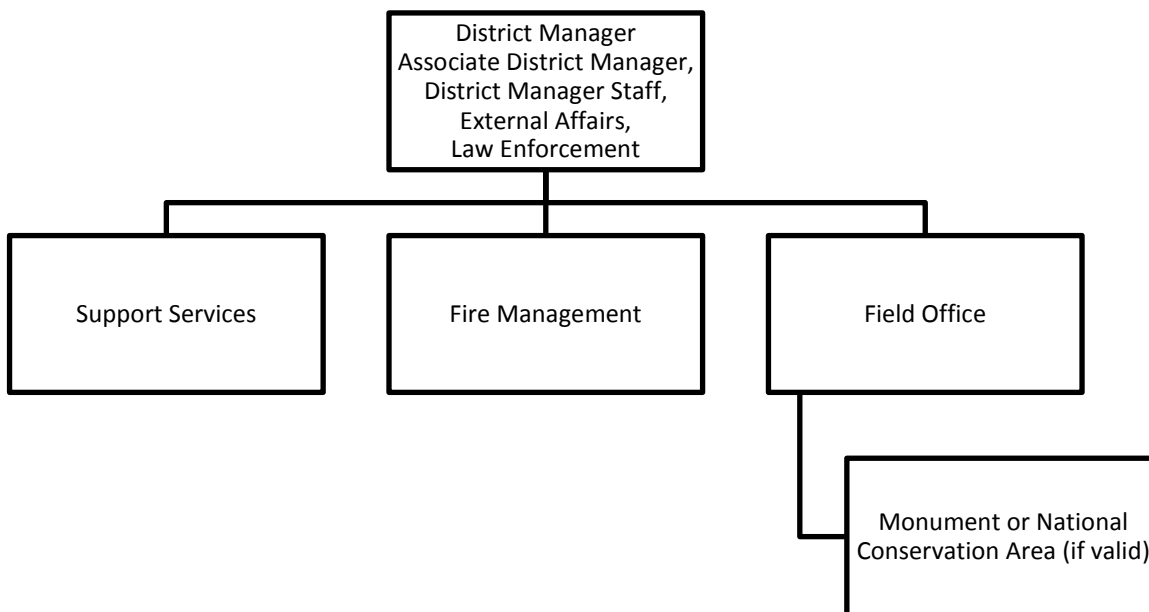 District Manager
Associate District Manager,
District Manager Staff,
External Affairs,
Law Enforcement
Support Services
Fire Management
Field Office
Monument or National
Conservation Area (if valid)